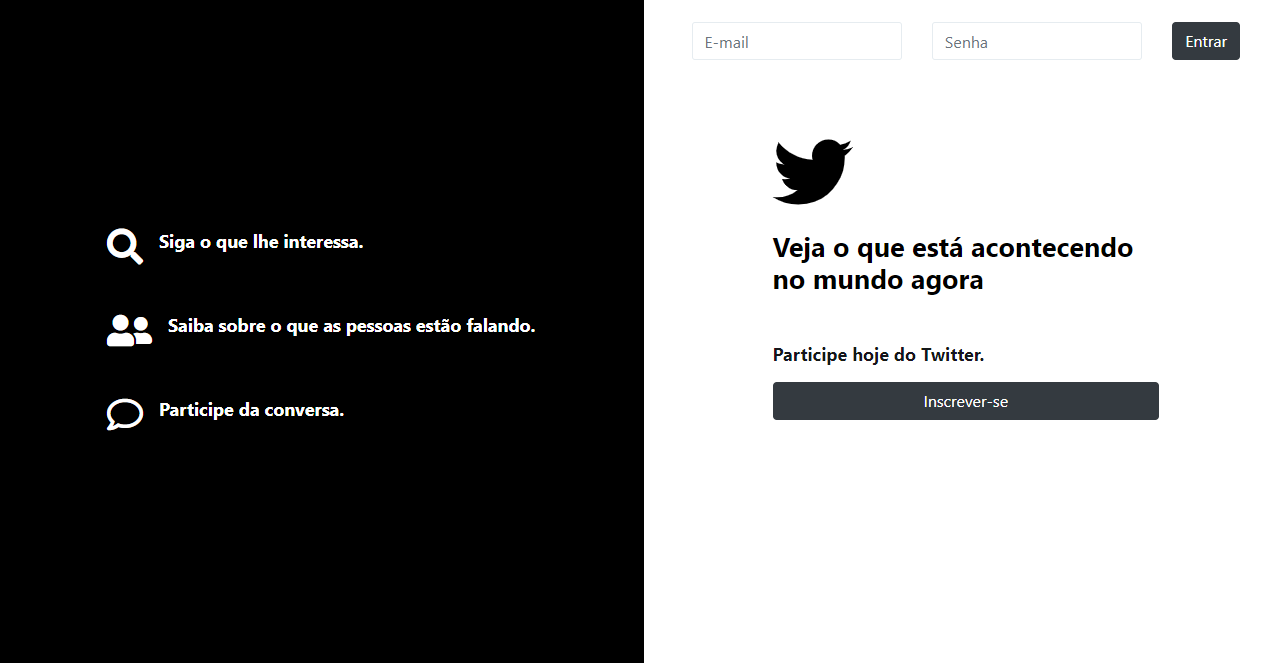 Siga o que lhe interessa.
Saiba sobre o que as pessoas estão falando.
Participe da conversa.
E-mail
Senha
Entrar
Veja o que está acontecendo
no mundo agora
Participe hoje do Twitter.
Inscrever-se